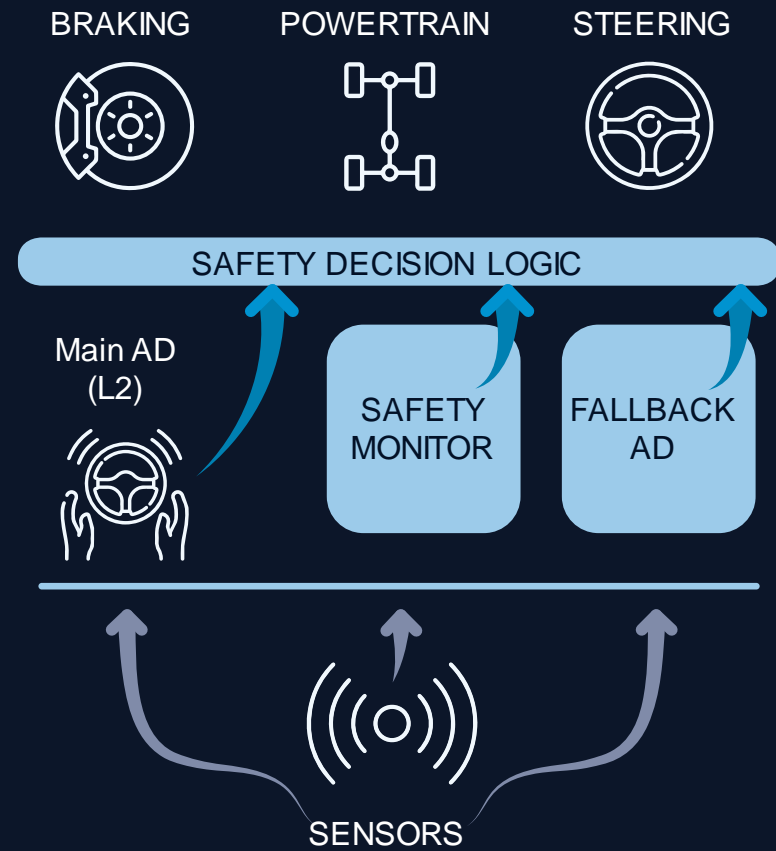 BRAKING
POWERTRAIN
STEERING
SAFETY DECISION LOGIC
Main AD
(L2)
SAFETY
MONITOR
FALLBACK
AD
SENSORS